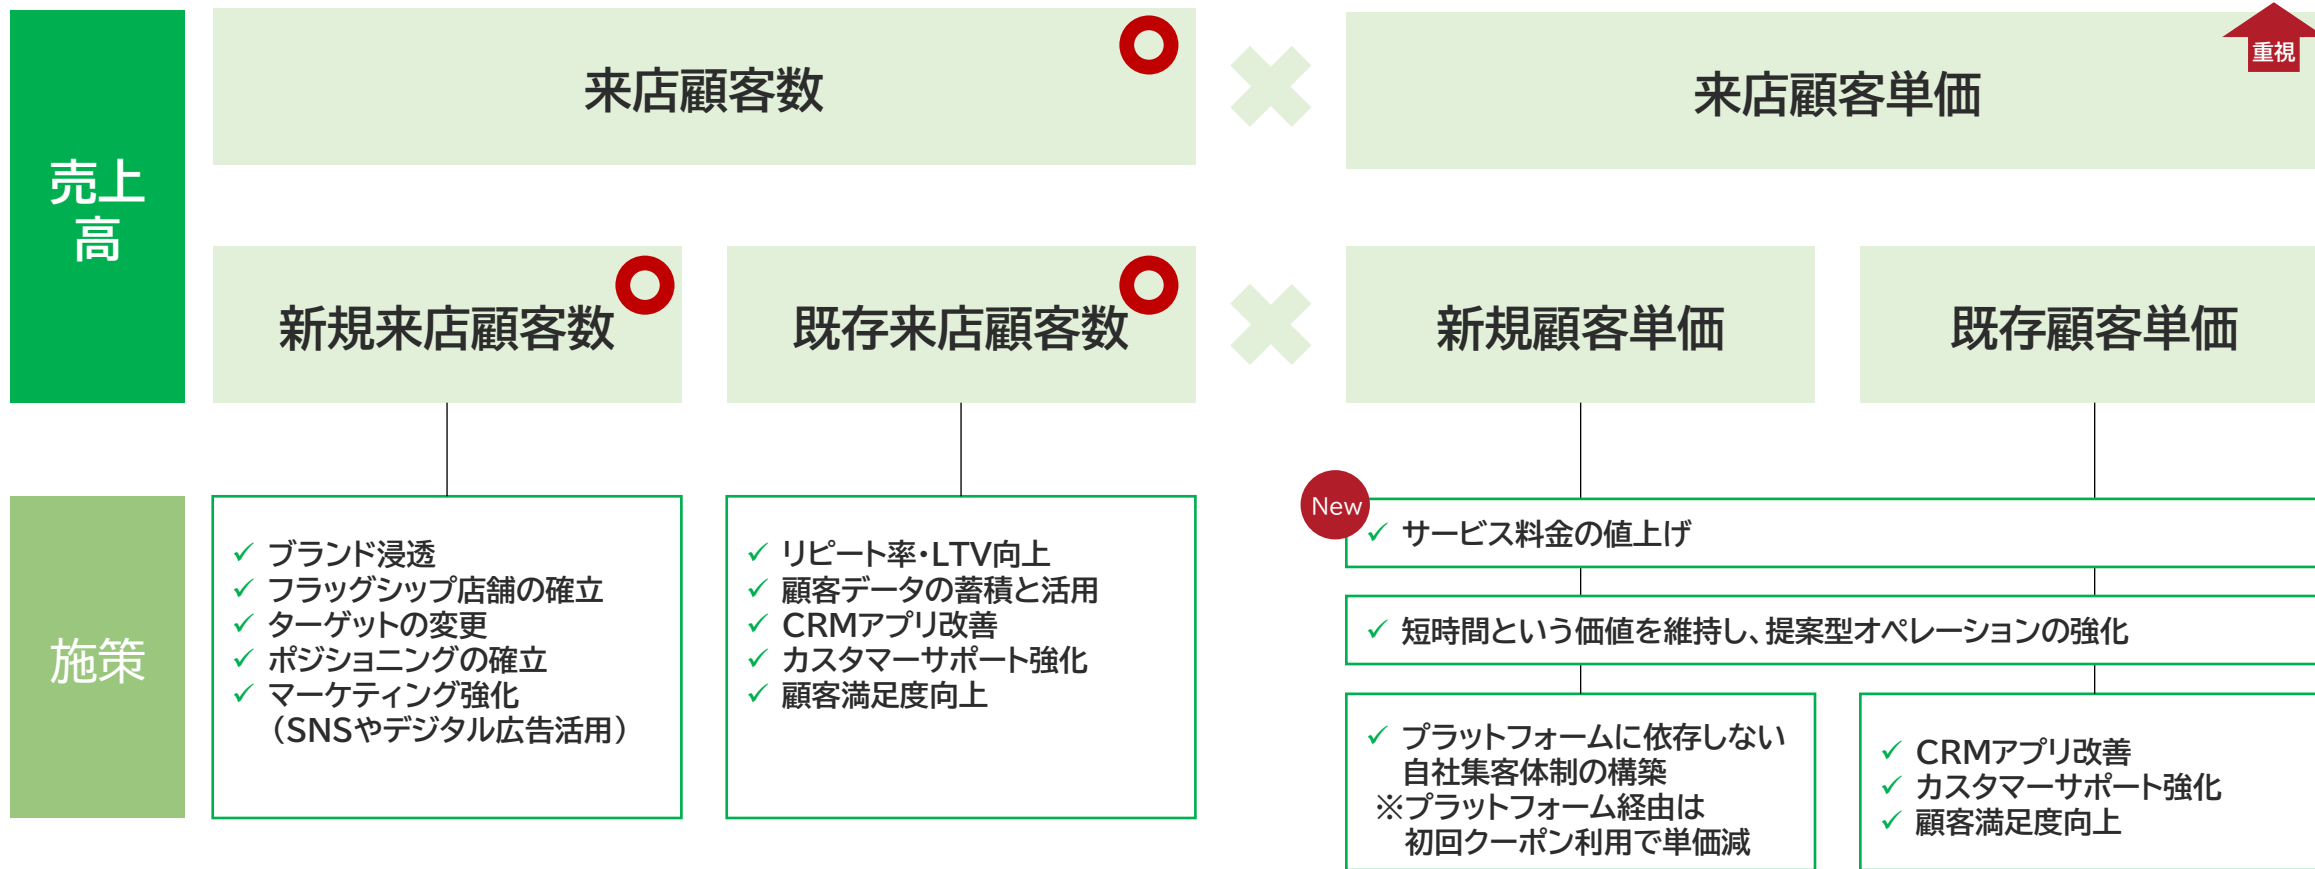 売上
高
来店顧客数
来店顧客単価
重視
新規来店顧客数
既存来店顧客数
新規顧客単価
既存顧客単価
施策
✓ ブランド浸透
✓ フラッグシップ店舗の確立
✓ ターゲットの変更
✓ ポジショニングの確立
✓ マーケティング強化
（SNSやデジタル広告活用）
✓ リピート率・LTV向上
✓ 顧客データの蓄積と活用
✓ CRMアプリ改善
✓ カスタマーサポート強化
✓ 顧客満足度向上
New
✓ サービス料金の値上げ
✓ 短時間という価値を維持し、提案型オペレーションの強化
✓ プラットフォームに依存しない
自社集客体制の構築
※プラットフォーム経由は
初回クーポン利用で単価減
✓ CRMアプリ改善
✓ カスタマーサポート強化
✓ 顧客満足度向上